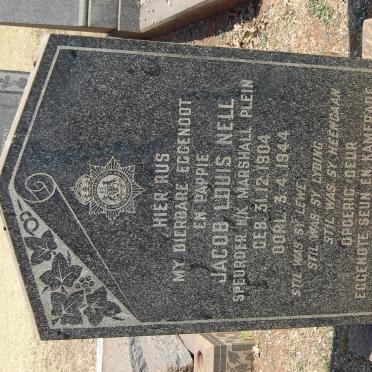 HIER RUS
MY DIERBARE EGGENOOT
EN PAPPIE
JACOB LOUIS NELL
SPEURDHR HK MARSHALL PLEIN
GEB. 31.12.1904
OORL. 3.4.1944
STIL WAS SY LEWE,
STIL WAS SY LYDING
STIL WAS SY HEENGAAN
OPGERIG DEUR
EGGENOTE SEUN EN KAMERADE